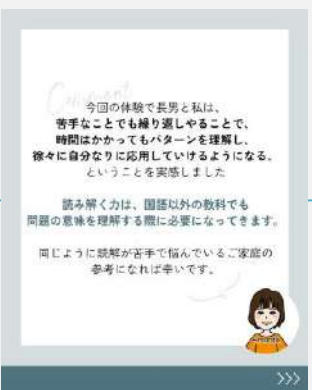 Comment
今回の体験で長男と私は、
苦手なことでも繰り返しやることで、
時間はかかってもパターンを理解し、
徐々に自分なりに応用していけるようになる。
ということを実感しました
読み解く力は、国語以外の教科でも
問題の意味を理解する際に必要になってきます。
同じように読解が苦手で悩んでいるご家庭の
参考になれば幸いです。
>>>